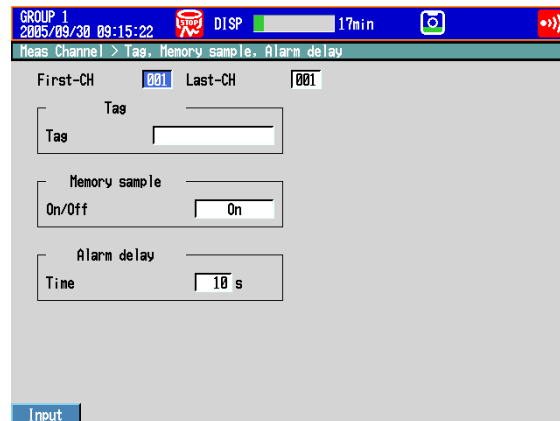 GROUP 1
2005/09/30 09:15:22 STOP DISP 17min
Meas Channel > Tag, Memory sample, Alarm delay
First-CH 001 Last-CH 001
Tag
Tag
Memory sample
On/Off On
Alarm delay
Time 10 s
Input